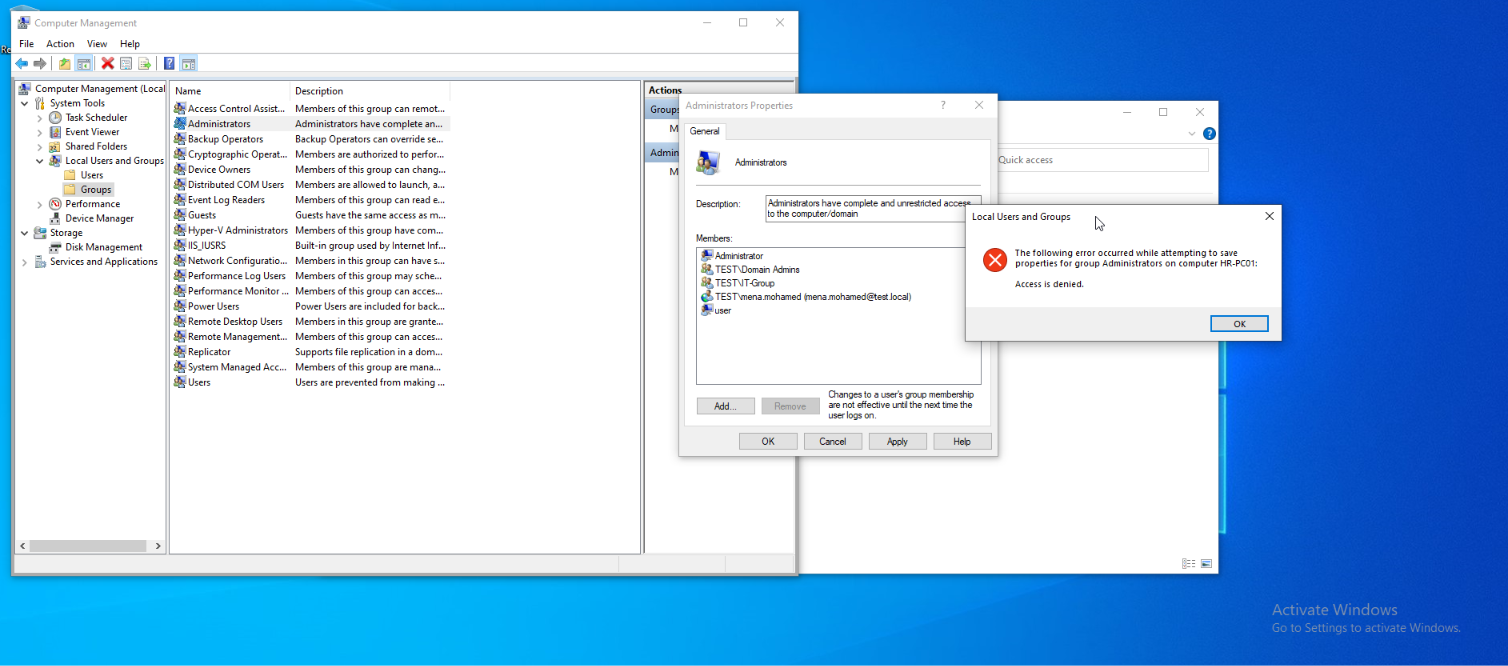 Computer Management
File Action View Help
Computer Management (Local
System Tools
Task Scheduler
Event Viewer
Shared Folders
Local Users and Groups
Users
Groups
Performance
Device Manager
Storage
Disk Management
Services and Applications
Name Description
Access Control Assist... Members of this group can remot...
Administrators Administrators have complete an...
Backup Operators Backup Operators can override se...
Cryptographic Operat... Members are authorized to perfor...
Device Owners Members of this group can chang...
Distributed COM Users Members are allowed to launch, a...
Event Log Readers Members of this group can read e...
Guests Guests have the same access as m...
Hyper-V Administrators Members of this group have com...
IIS_IUSRS Built-in group used by Internet Inf...
Network Configuratio... Members in this group can have s...
Performance Log Users Members of this group may sche...
Performance Monitor ... Members of this group can acces...
Power Users Power Users are included for back...
Remote Desktop Users Members in this group are grante...
Remote Management... Members of this group can acces...
Replicator Supports file replication in a dom...
System Managed Acc... Members of this group are mana...
Users Users are prevented from making ...
Actions
Groups
M
Admin
M
Administrators Properties ?
General
Administrators
Description: Administrators have complete and unrestricted access
to the computer/domain
Members:
Administrator
TEST\Domain Admins
TEST\IT-Group
TEST\mena.mohamed (mena.mohamed@test.local)
user
Add... Remove
Changes to a user's group membership
are not effective until the next time the
user logs on.
OK Cancel Apply Help
Quick access
Local Users and Groups
The following error occurred while attempting to save
properties for group Administrators on computer HR-PC01:
Access is denied.
OK
Re
Activate Windows
Go to Settings to activate Windows.